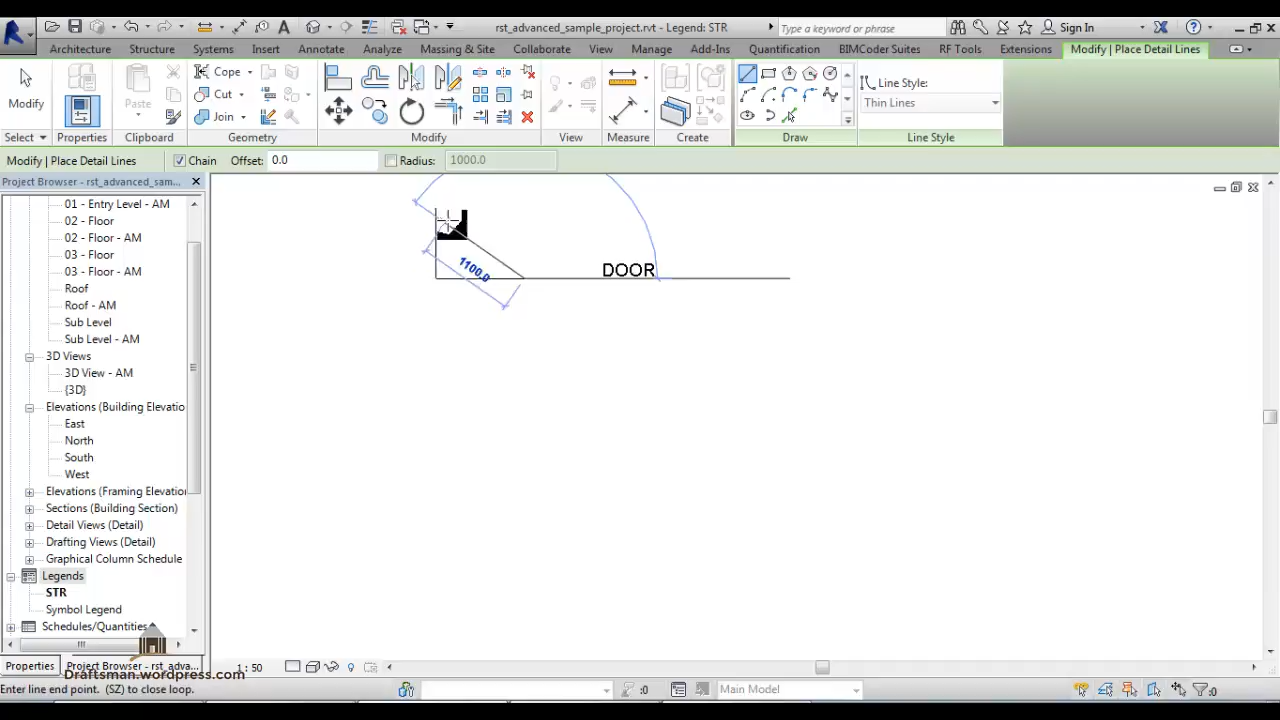 rst_advanced_sample_project.rvt - Legend: STR
Type a keyword or phrase
Sign In
Architecture Structure Systems Insert Annotate Analyze Massing & Site Collaborate View Manage Add-Ins Quantification BIMCoder Suites RF Tools Extensions Modify | Place Detail Lines
Modify
Paste
Cope
Cut
Join
Line Style:
Thin Lines
Select Properties Clipboard Geometry Modify View Measure Create Draw Line Style
Modify | Place Detail Lines Chain Offset: 0.0 Radius: 1000.0
Project Browser - rst_advanced_sam...
01 - Entry Level - AM
02 - Floor
02 - Floor - AM
03 - Floor
03 - Floor - AM
Roof
Roof - AM
Sub Level
Sub Level - AM
3D Views
3D View - AM
{3D}
Elevations (Building Elevatio
East
North
South
West
Elevations (Framing Elevation
Sections (Building Section)
Detail Views (Detail)
Drafting Views (Detail)
Graphical Column Schedule
Legends
STR
Symbol Legend
Schedules/Quantities
1100.0
DOOR
Properties Project Browser - rst_adva...
Draftsman.wordpress.com
1 : 50
Enter line end point. (SZ) to close loop.
:0
Main Model
:0